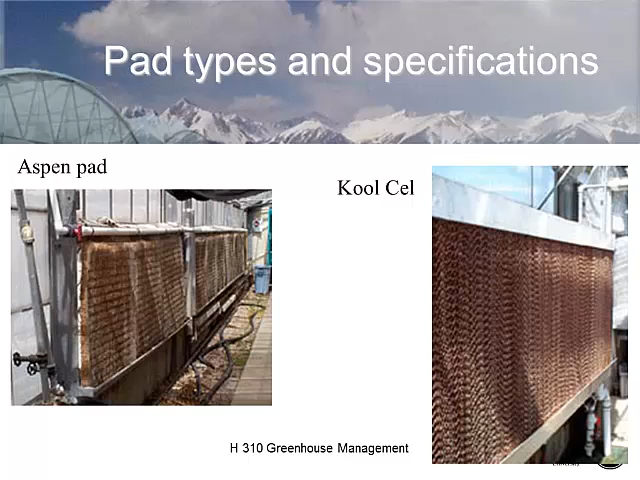 Pad types and specifications
Aspen pad
Kool Cel
H 310 Greenhouse Management